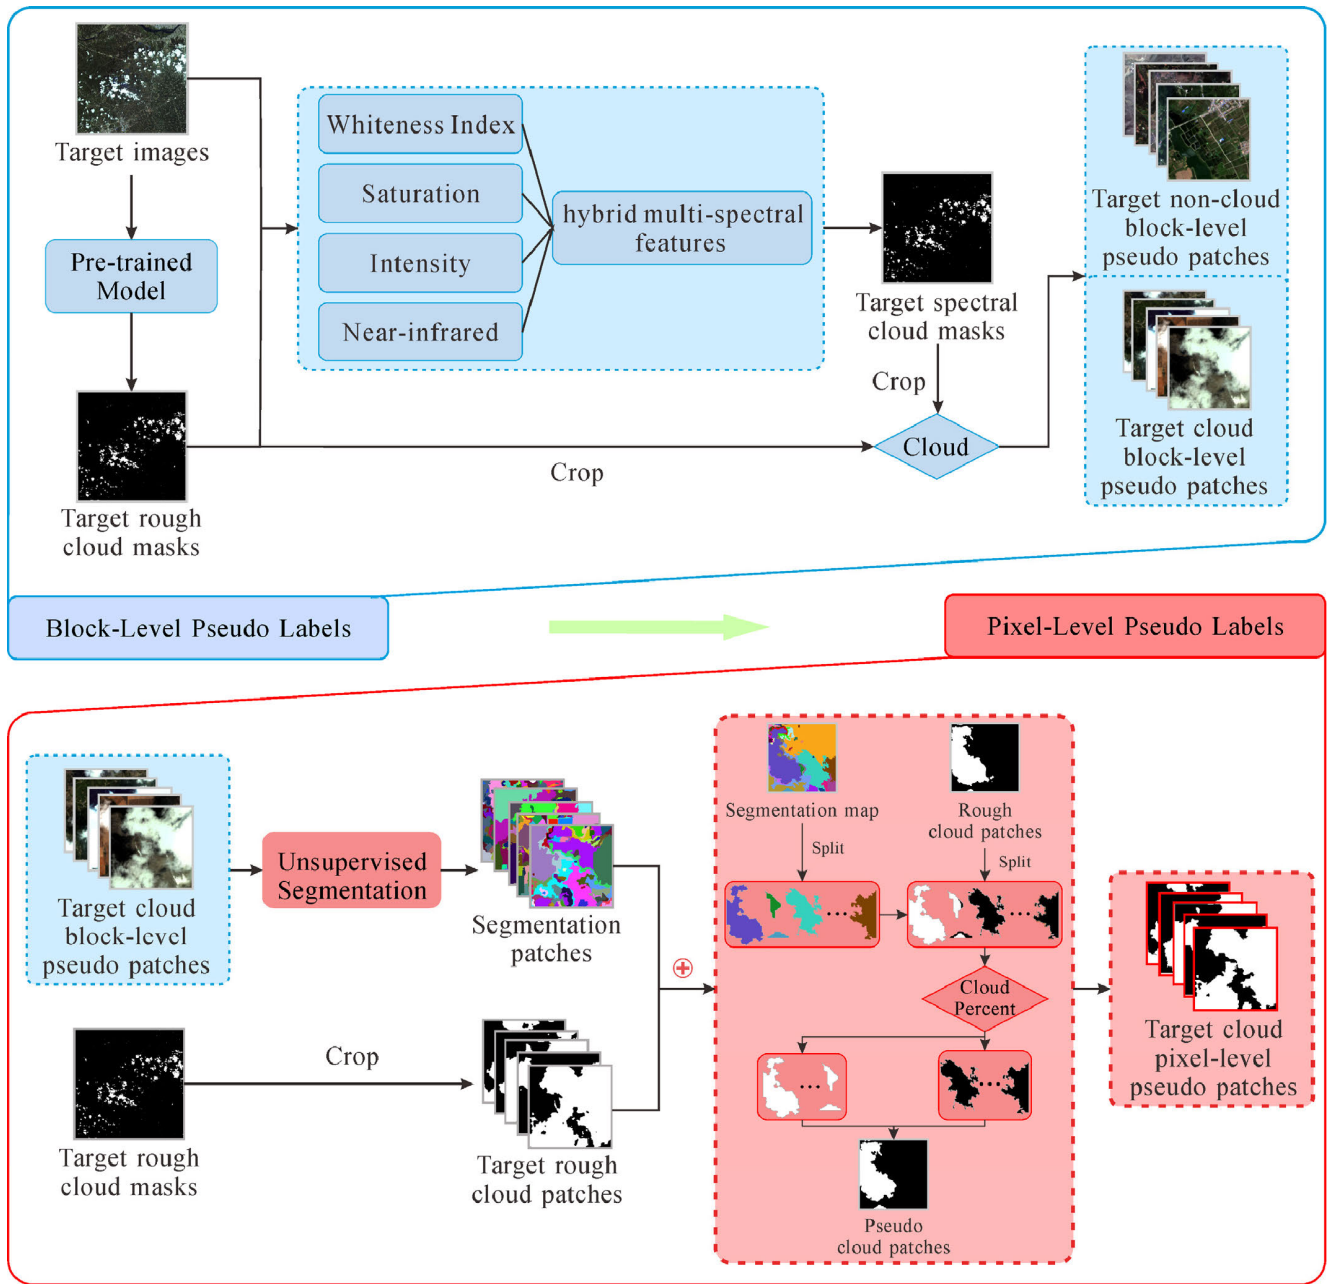 Target images
Pre-trained
Model
Target rough
cloud masks
Whiteness Index
Saturation
Intensity
Near-infrared
hybrid multi-spectral
features
Target spectral
cloud masks
Crop
Cloud
Crop
Target non-cloud
block-level
pseudo patches
Target cloud
block-level
pseudo patches
Block-Level Pseudo Labels
Pixel-Level Pseudo Labels
Target cloud
block-level
pseudo patches
Unsupervised
Segmentation
Segmentation
patches
Target rough
cloud masks
Crop
Target rough
cloud patches
Segmentation map
Rough
cloud patches
Split
Split
Cloud
Percent
Pseudo
cloud patches
Target cloud
pixel-level
pseudo patches